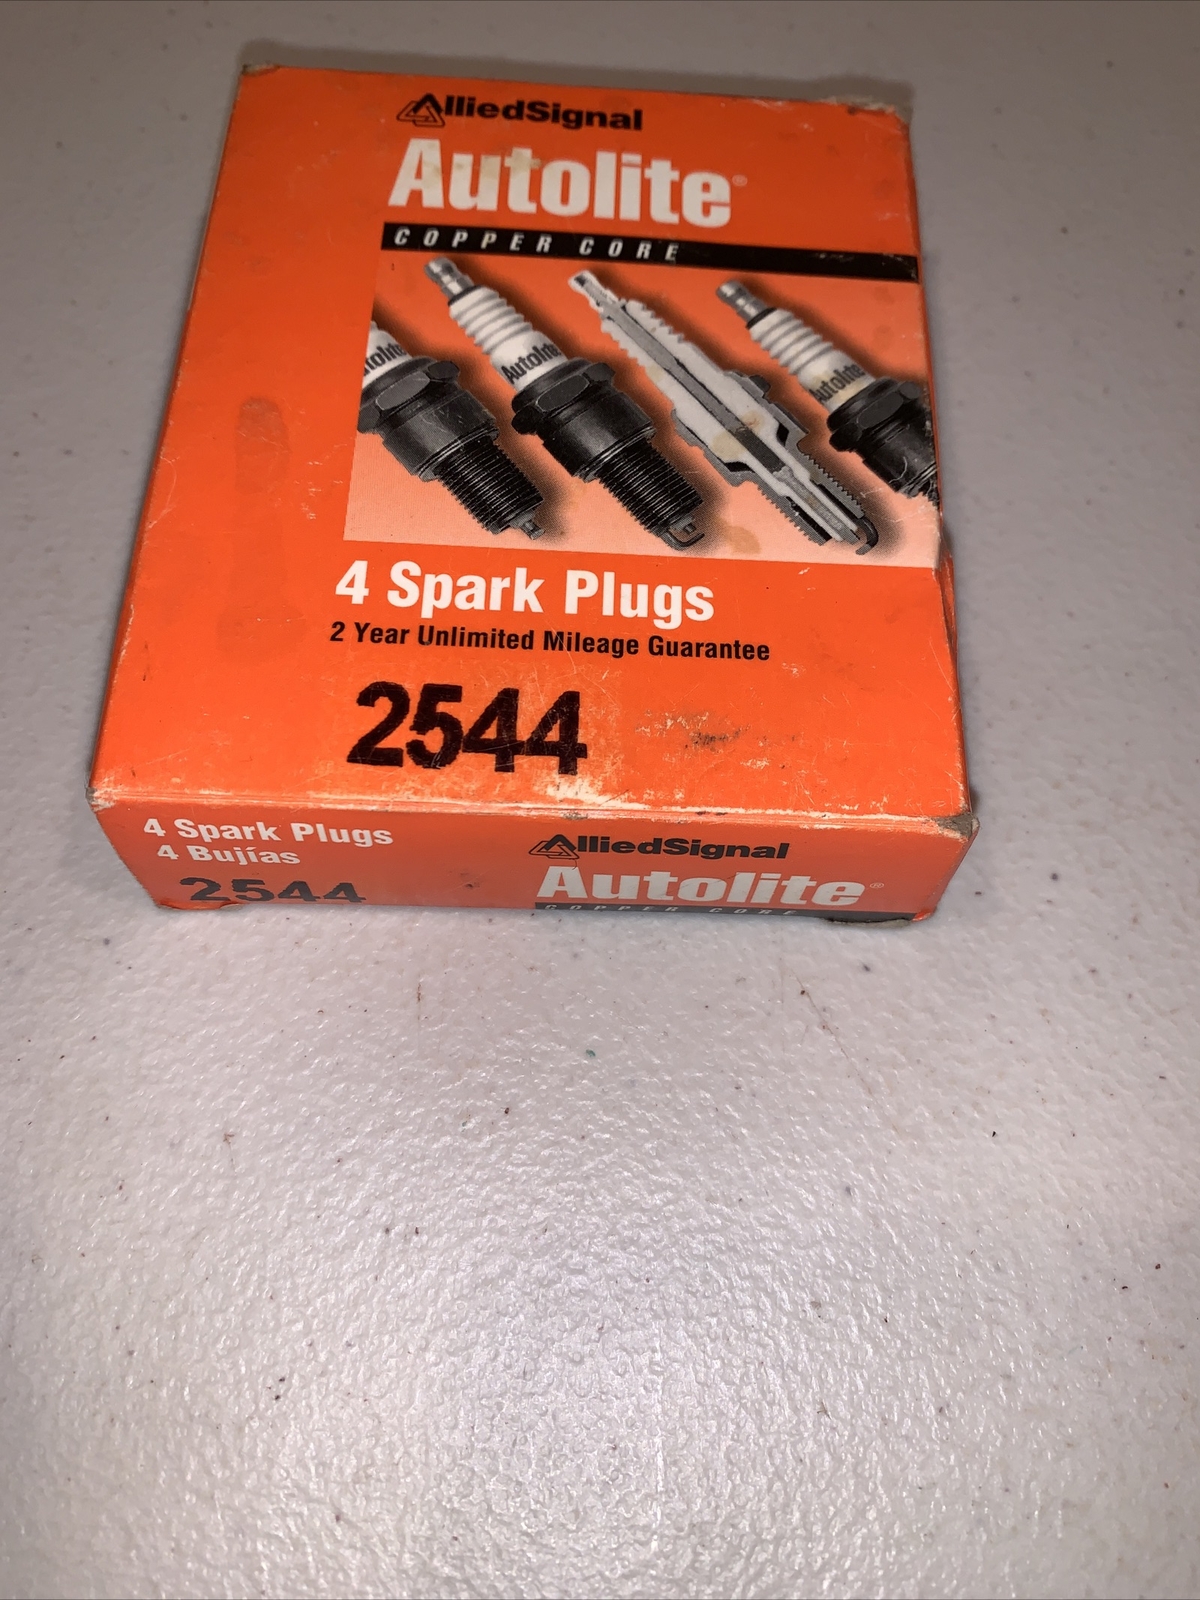 AlliedSignal
Autolite®
COPPER CORE
Autolite
Autolite
Autolite
4 Spark Plugs
2 Year Unlimited Mileage Guarantee
2544
4 Spark Plugs
4 Bujías
2544
AlliedSignal
Autolite®
COPPER CORE